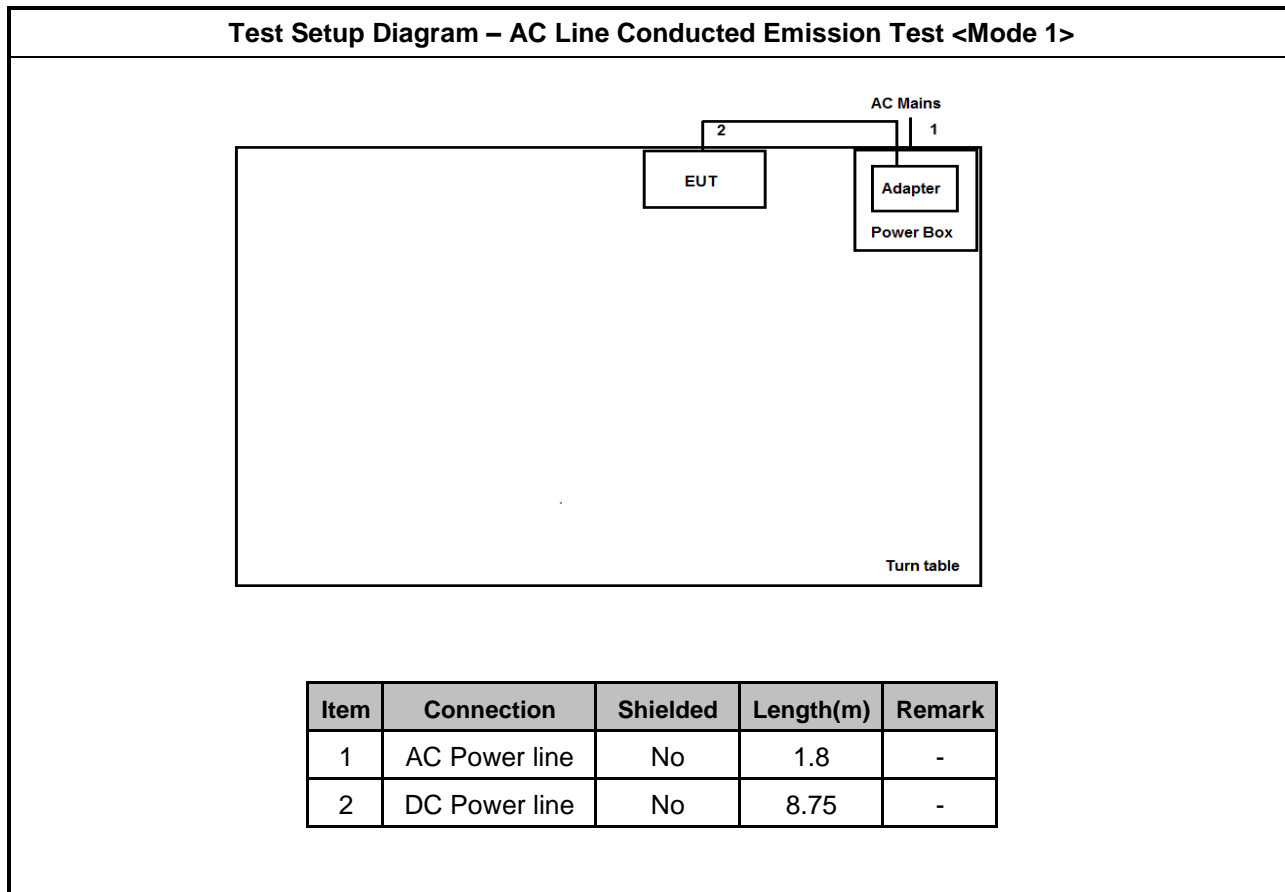 Test Setup Diagram – AC Line Conducted Emission Test <Mode 1>
AC Mains
2
1
EUT
Adapter
Power Box
Turn table
Item Connection Shielded Length(m) Remark
1 AC Power line No 1.8 -
2 DC Power line No 8.75 -